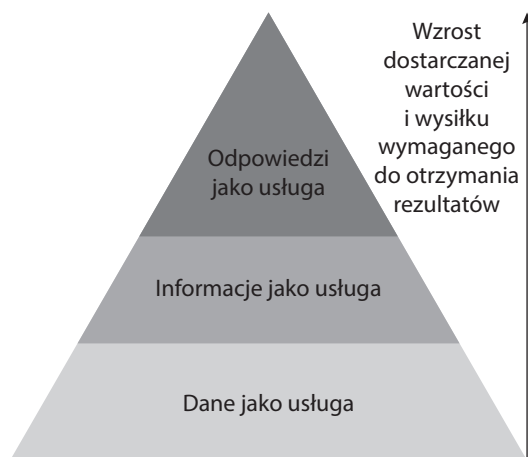 Wzrost
dostarczanej
wartości
i wysiłku
wymaganego
do otrzymania
rezultatów
Odpowiedzi
jako usługa
Informacje jako usługa
Dane jako usługa